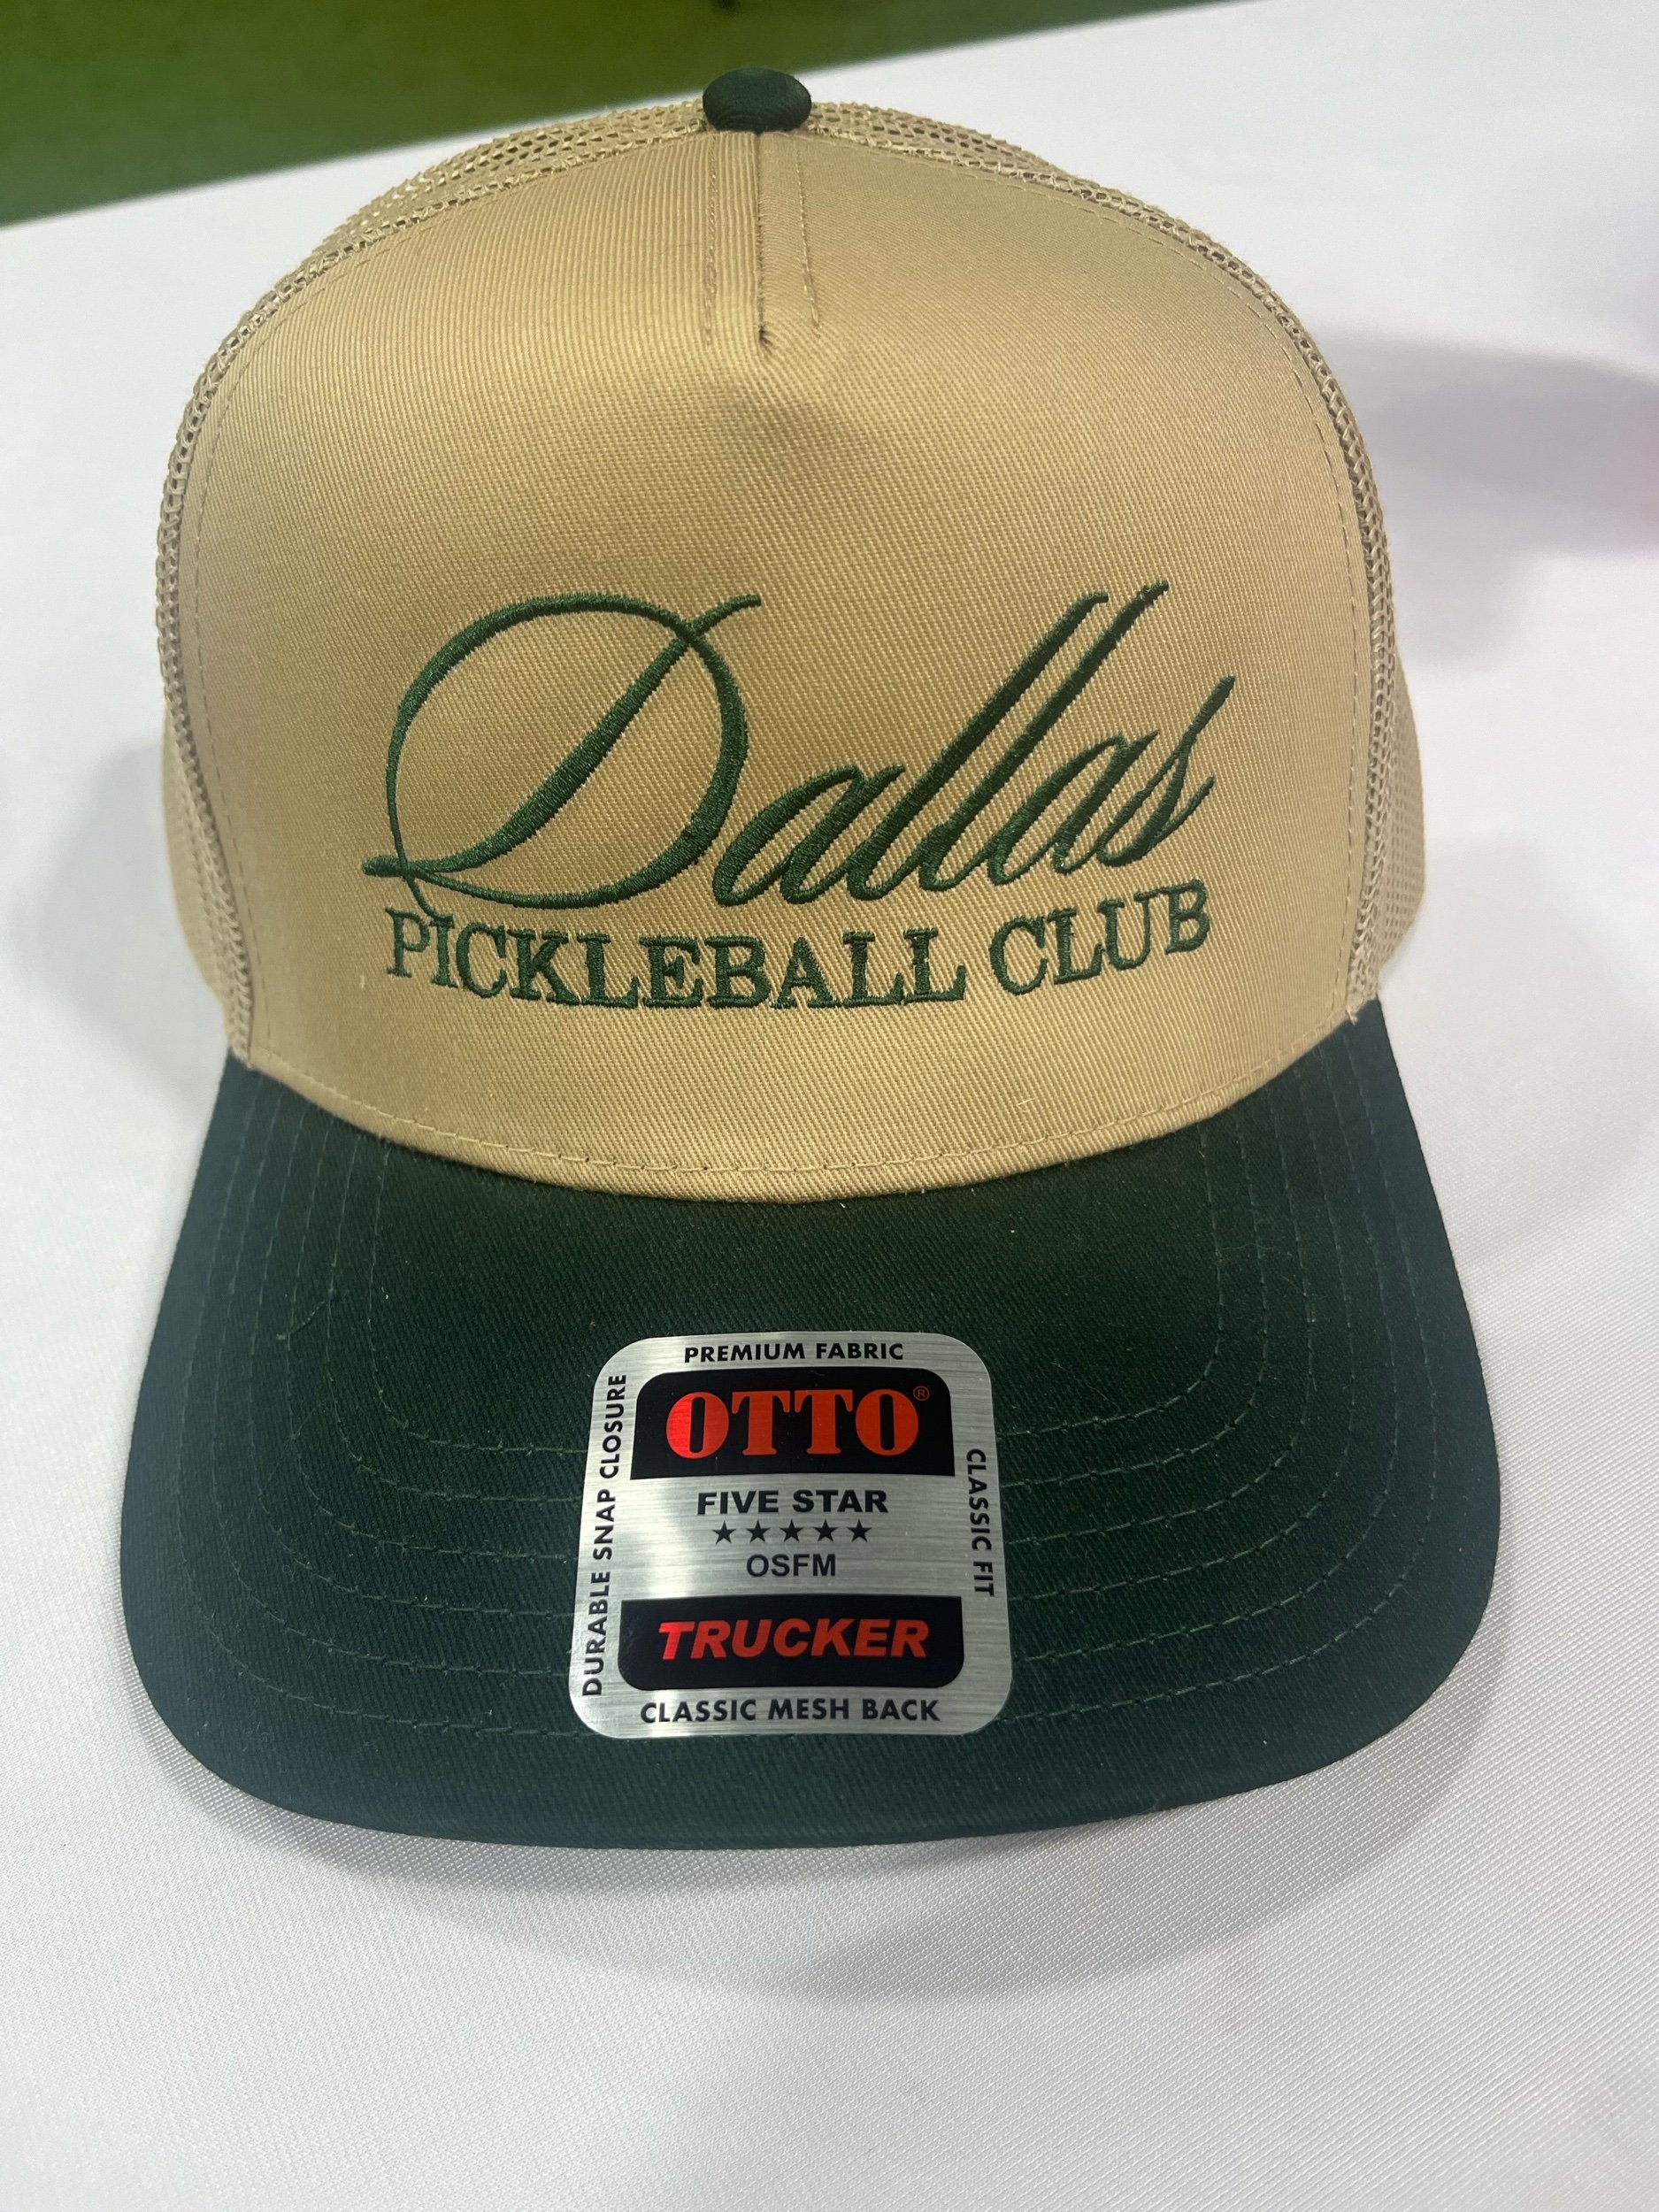 Dallas
PICKLEBALL CLUB
PREMIUM FABRIC
DURABLE SNAP CLOSURE
OTTO®
CLASSIC FIT
FIVE STAR
★★★★★
OSFM
TRUCKER
CLASSIC MESH BACK